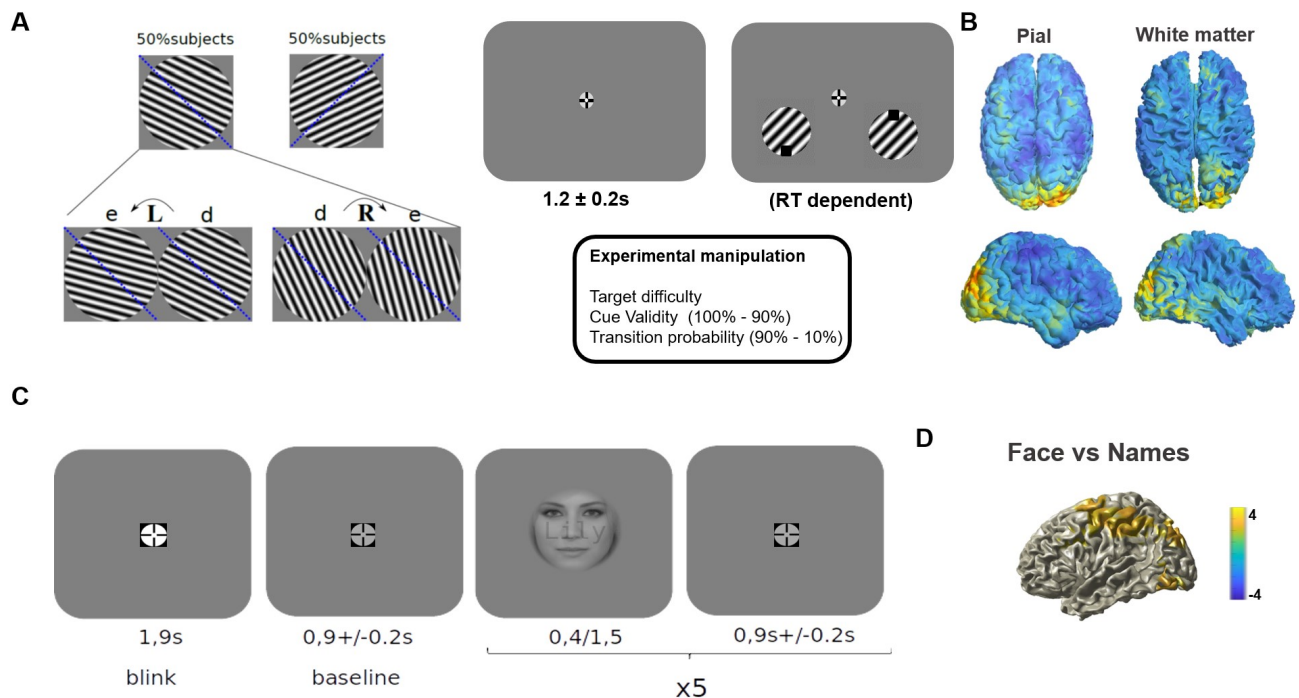 A
50%subjects
50%subjects
e L d
d R e
1.2 ± 0.2s
(RT dependent)
Experimental manipulation
Target difficulty
Cue Validity (100% - 90%)
Transition probability (90% - 10%)
B
Pial
White matter
C
Lily
1,9s
0,9+/-0.2s
0,4/1,5
0,9s+/-0.2s
blink
baseline
x5
D
Face vs Names
4
-4